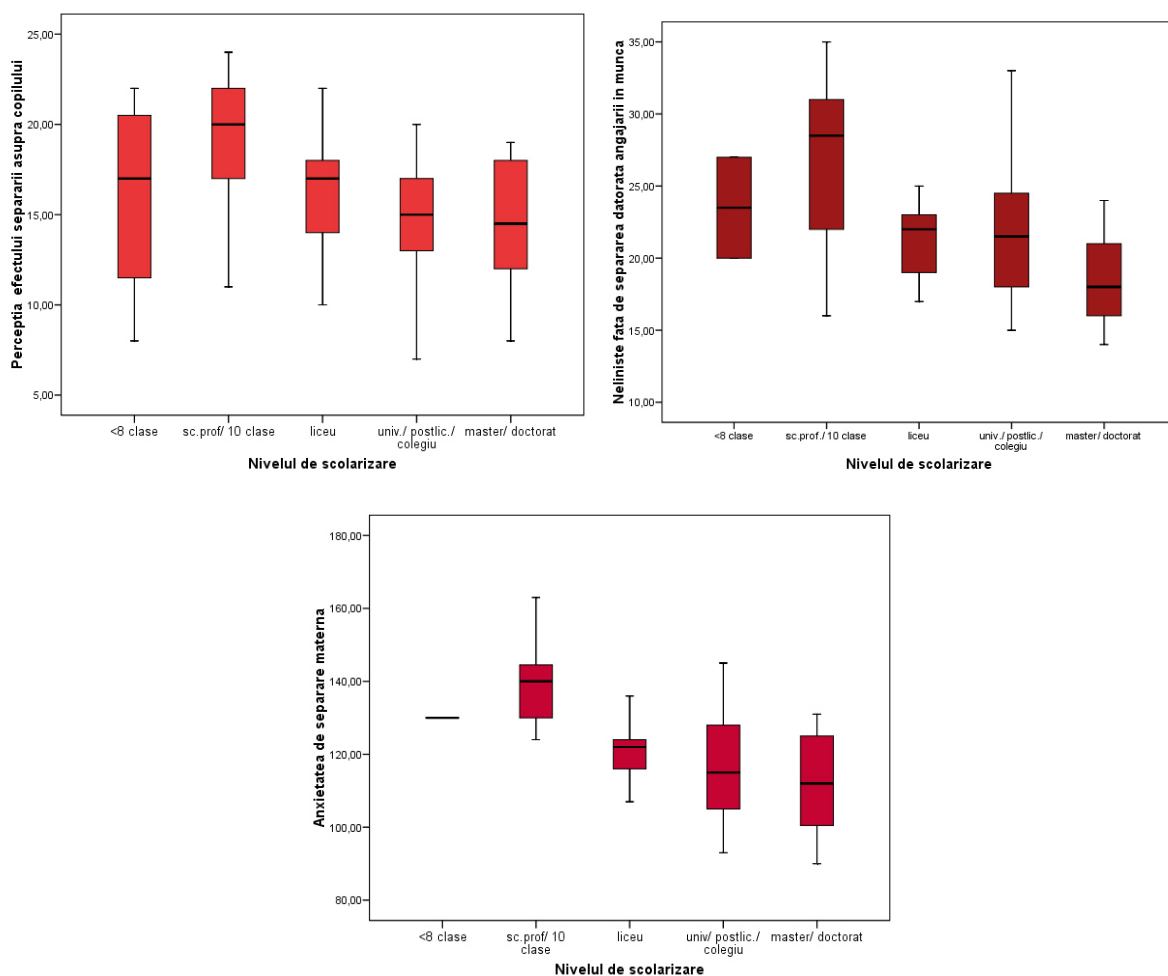 Perceptia efectului separarii asupra copilului
25,00
20,00
15,00
10,00
5,00
<8 clase
sc.prof/ 10 clase
liceu
univ./ postlic./
colegiu
master/ doctorat
Nivelul de scolarizare
Neliniste fata de separarea datorata angajarii in munca
35,00
30,00
25,00
20,00
15,00
10,00
<8 clase
sc.prof./ 10 clase
liceu
univ./ postlic./
colegiu
master/ doctorat
Nivelul de scolarizare
Anxietatea de separare materna
180,00
160,00
140,00
120,00
100,00
80,00
<8 clase
sc.prof/ 10
clase
liceu
univ/ postlic./
colegiu
master/ doctorat
Nivelul de scolarizare